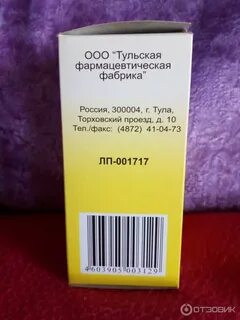 ООО "Тульская
фармацевтическая
фабрика"
Россия, 300004, г. Тула,
Торховский проезд, д. 10
Тел./факс: (4872) 41-04-73
ЛП-001717
4603905003129
ОТЗОВИК